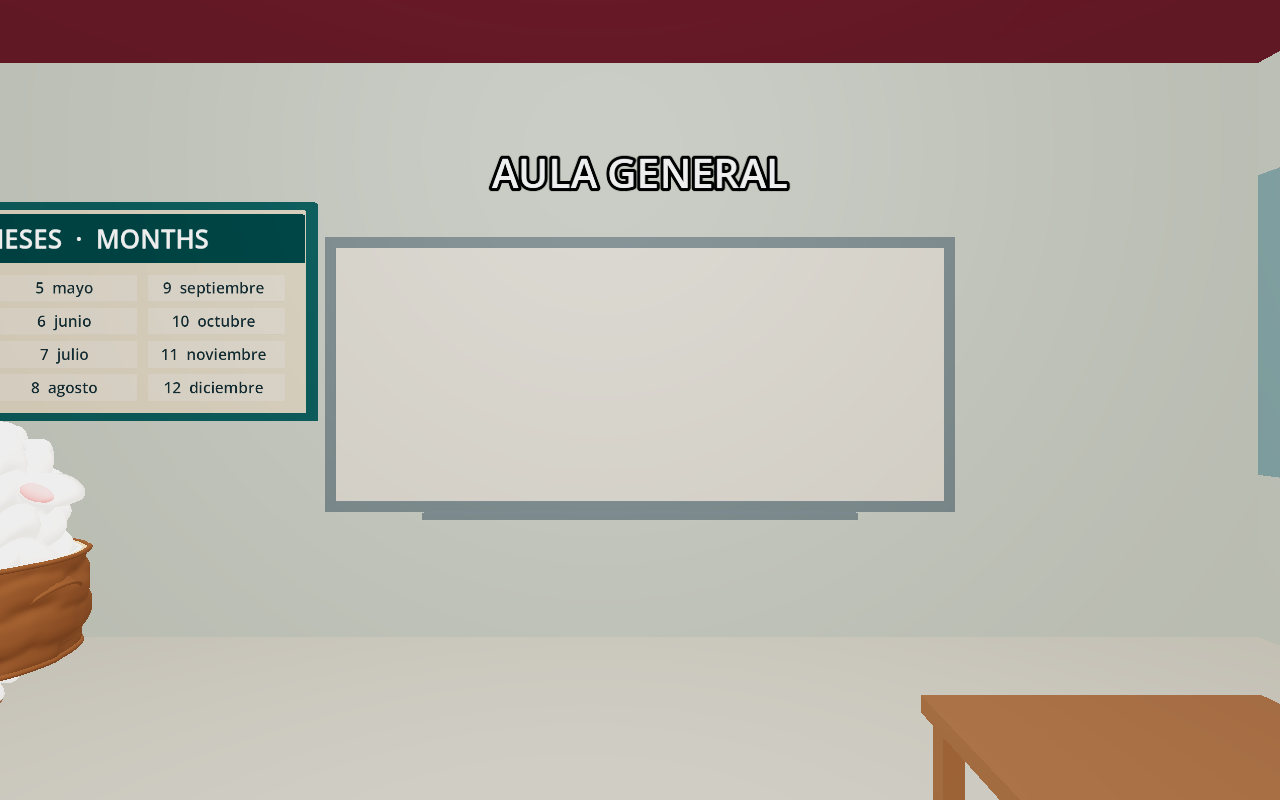 AULA GENERAL
MESES · MONTHS
5 mayo
9 septiembre
6 junio
10 octubre
7 julio
11 noviembre
8 agosto
12 diciembre